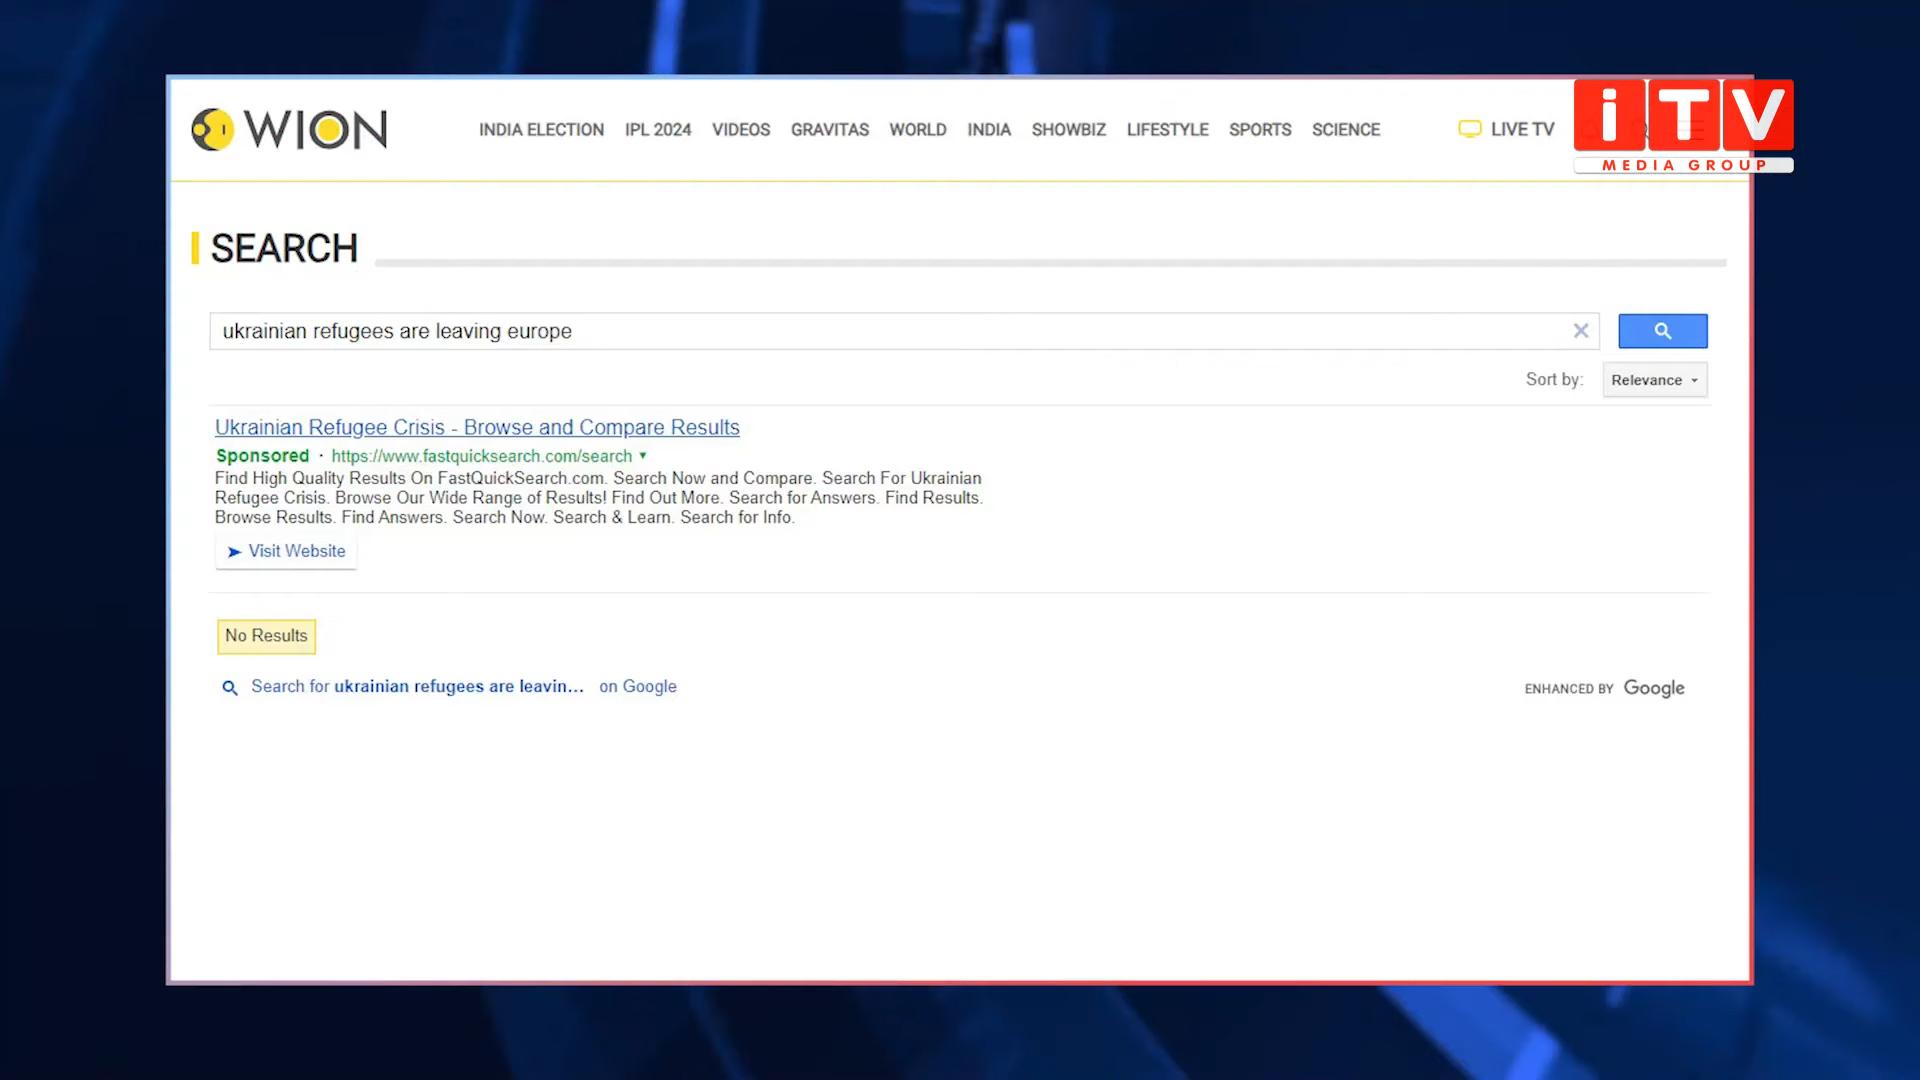 WION
INDIA ELECTION IPL 2024 VIDEOS GRAVITAS WORLD INDIA SHOWBIZ LIFESTYLE SPORTS SCIENCE LIVE TV
iTV
MEDIA GROUP
SEARCH
ukrainian refugees are leaving europe
Sort by: Relevance
Ukrainian Refugee Crisis - Browse and Compare Results
Sponsored · https://www.fastquicksearch.com/search
Find High Quality Results On FastQuickSearch.com. Search Now and Compare. Search For Ukrainian
Refugee Crisis. Browse Our Wide Range of Results! Find Out More. Search for Answers. Find Results.
Browse Results. Find Answers. Search Now. Search & Learn. Search for Info.
Visit Website
No Results
Search for ukrainian refugees are leavin... on Google
ENHANCED BY Google